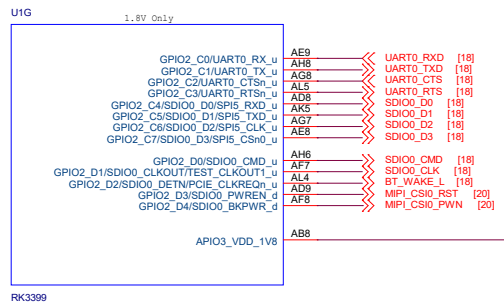 U1G
1.8V Only
GPIO2_C0/UART0_RX_u AE9 UART0_RXD [18]
GPIO2_C1/UART0_TX_u AH8 UART0_TXD [18]
GPIO2_C2/UART0_CTSn_u AG8 UART0_CTS [18]
GPIO2_C3/UART0_RTSn_u AL5 UART0_RTS [18]
GPIO2_C4/SDIO0_D0/SPI5_RXD_u AD8 SDIO0_D0 [18]
GPIO2_C5/SDIO0_D1/SPI5_TXD_u AK5 SDIO0_D1 [18]
GPIO2_C6/SDIO0_D2/SPI5_CLK_u AG7 SDIO0_D2 [18]
GPIO2_C7/SDIO0_D3/SPI5_CSn0_u AE8 SDIO0_D3 [18]
GPIO2_D0/SDIO0_CMD_u AH6 SDIO0_CMD [18]
GPIO2_D1/SDIO0_CLKOUT/TEST_CLKOUT1_u AF7 SDIO0_CLK [18]
GPIO2_D2/SDIO0_DETN/PCIE_CLKREQn_u AL4 BT_WAKE_L [18]
GPIO2_D3/SDIO0_PWREN_d AD9 MIPI_CSI0_RST [20]
GPIO2_D4/SDIO0_BKPWR_d AF8 MIPI_CSI0_PWN [20]
APIO3_VDD_1V8 AB8
RK3399